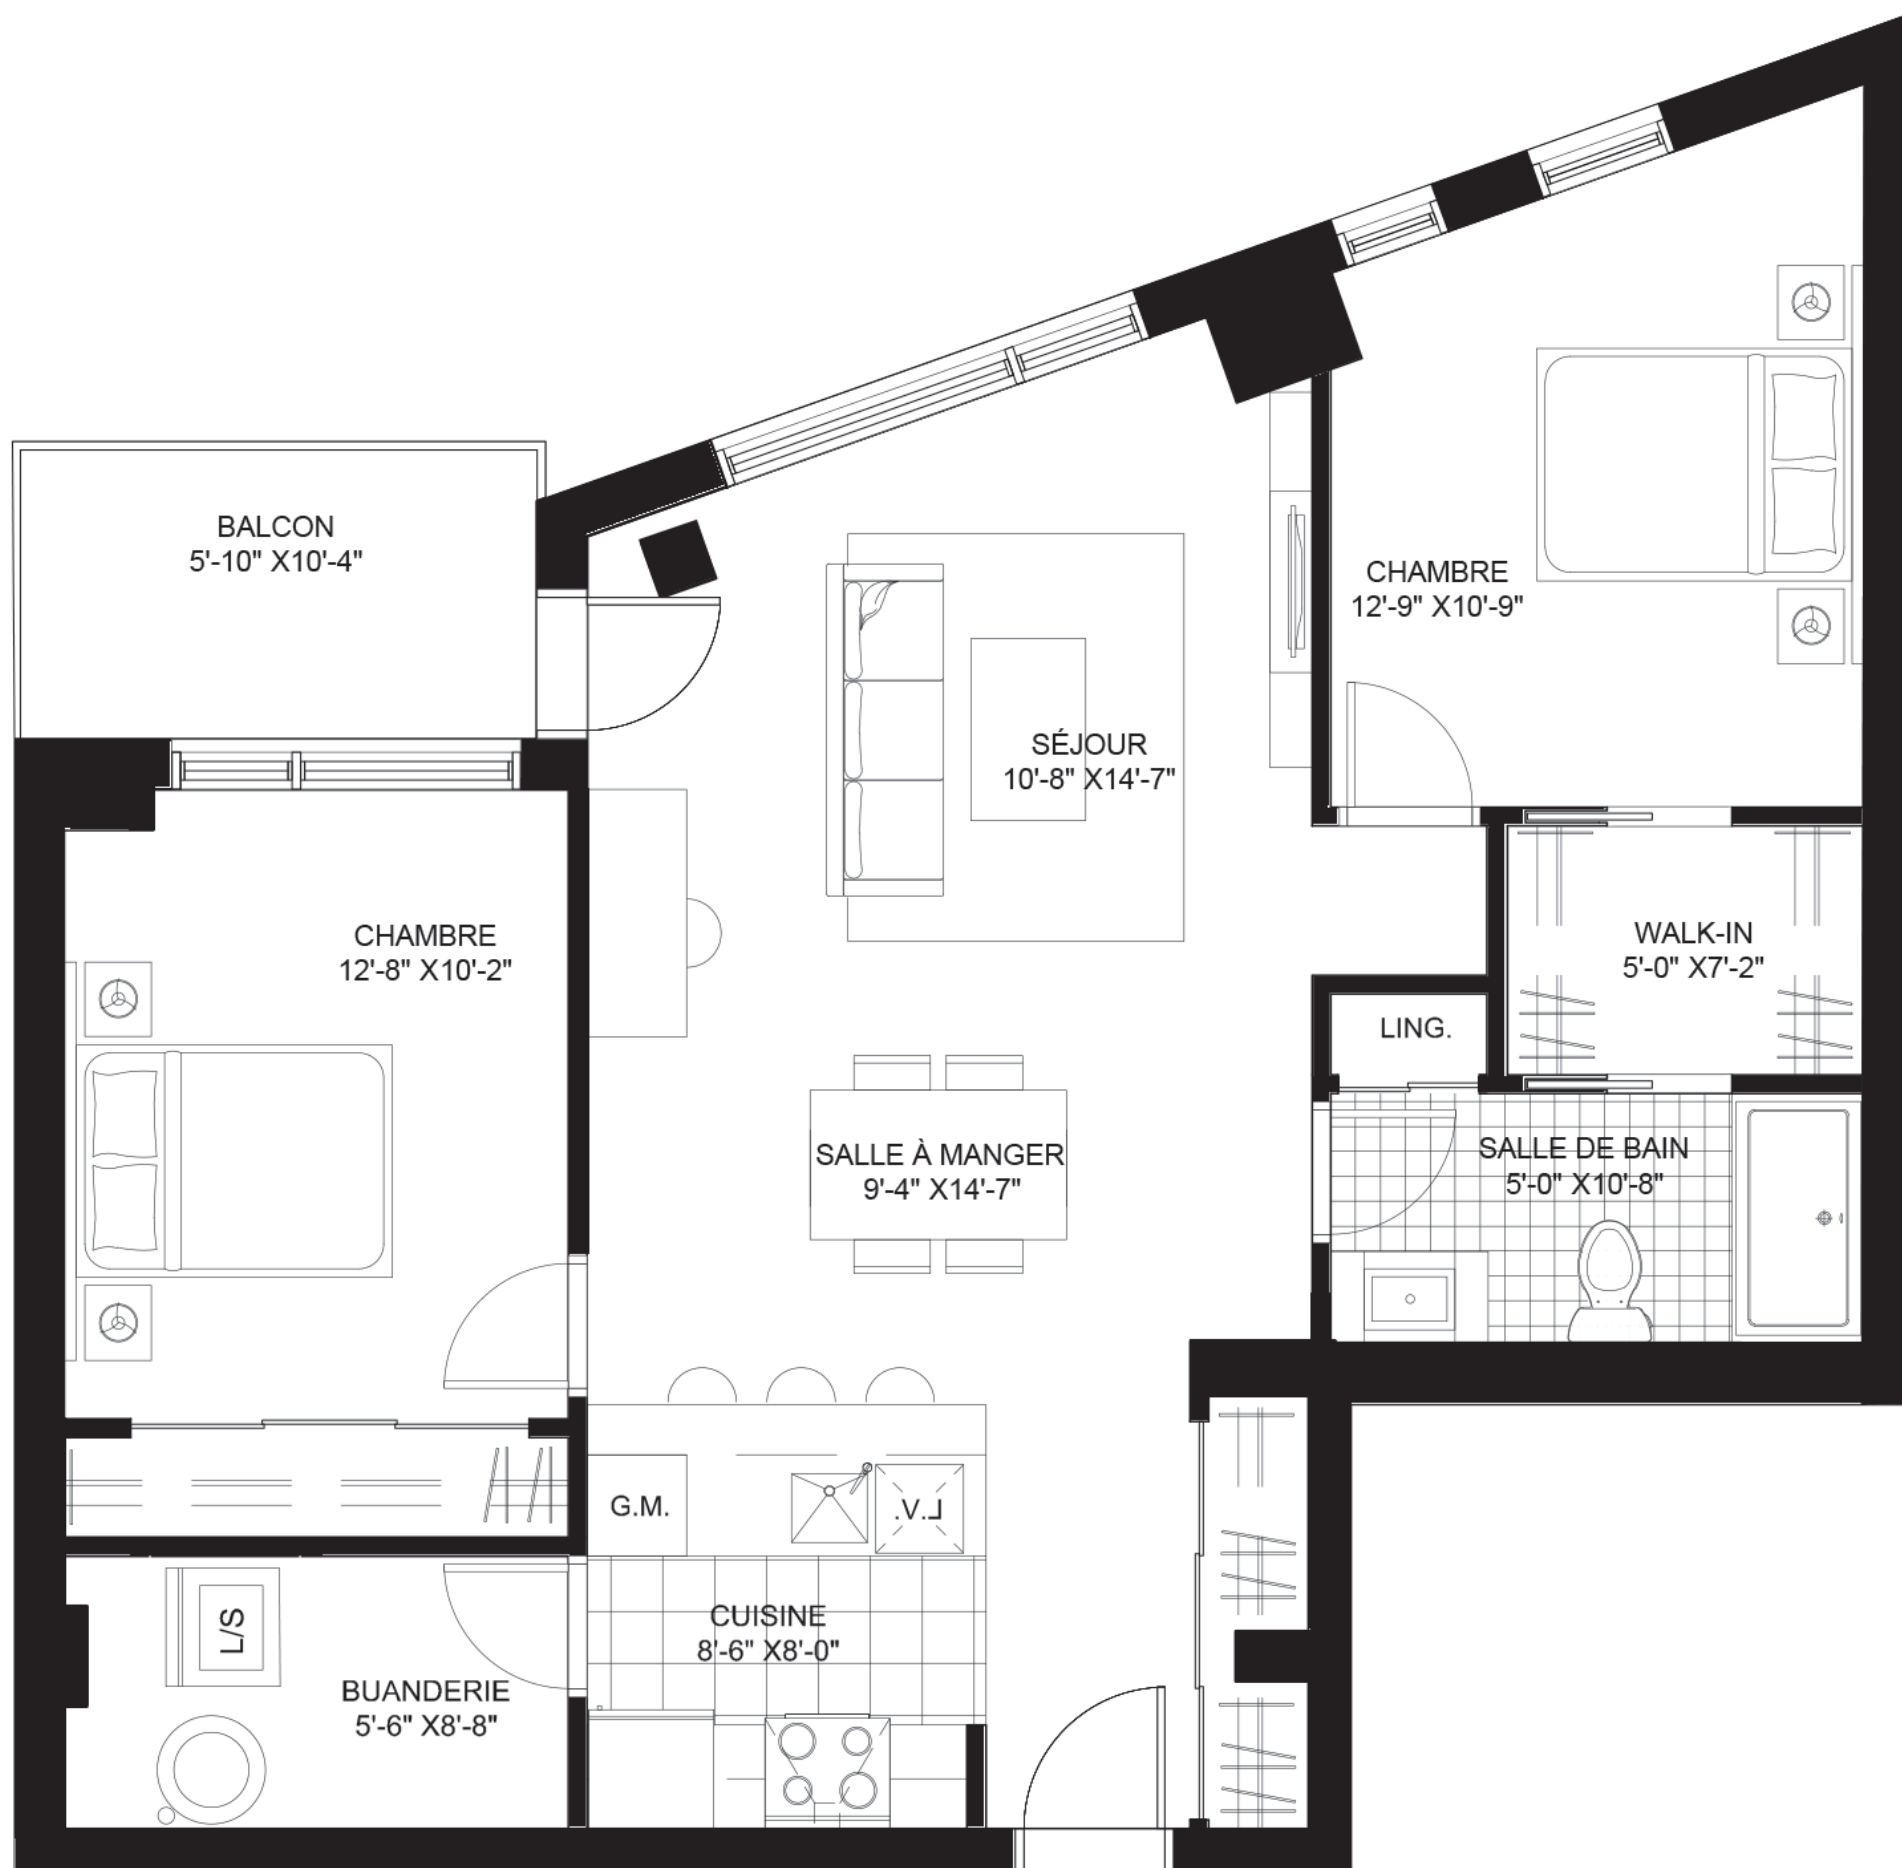 BALCON
5'-10" X10'-4"
CHAMBRE
12'-9" X10'-9"
SÉJOUR
10'-8" X14'-7"
CHAMBRE
12'-8" X10'-2"
WALK-IN
5'-0" X7'-2"
LING.
SALLE À MANGER
9'-4" X14'-7"
SALLE DE BAIN
5'-0" X10'-8"
G.M.
L.V.
CUISINE
8'-6" X8'-0"
L/S
BUANDERIE
5'-6" X8'-8"